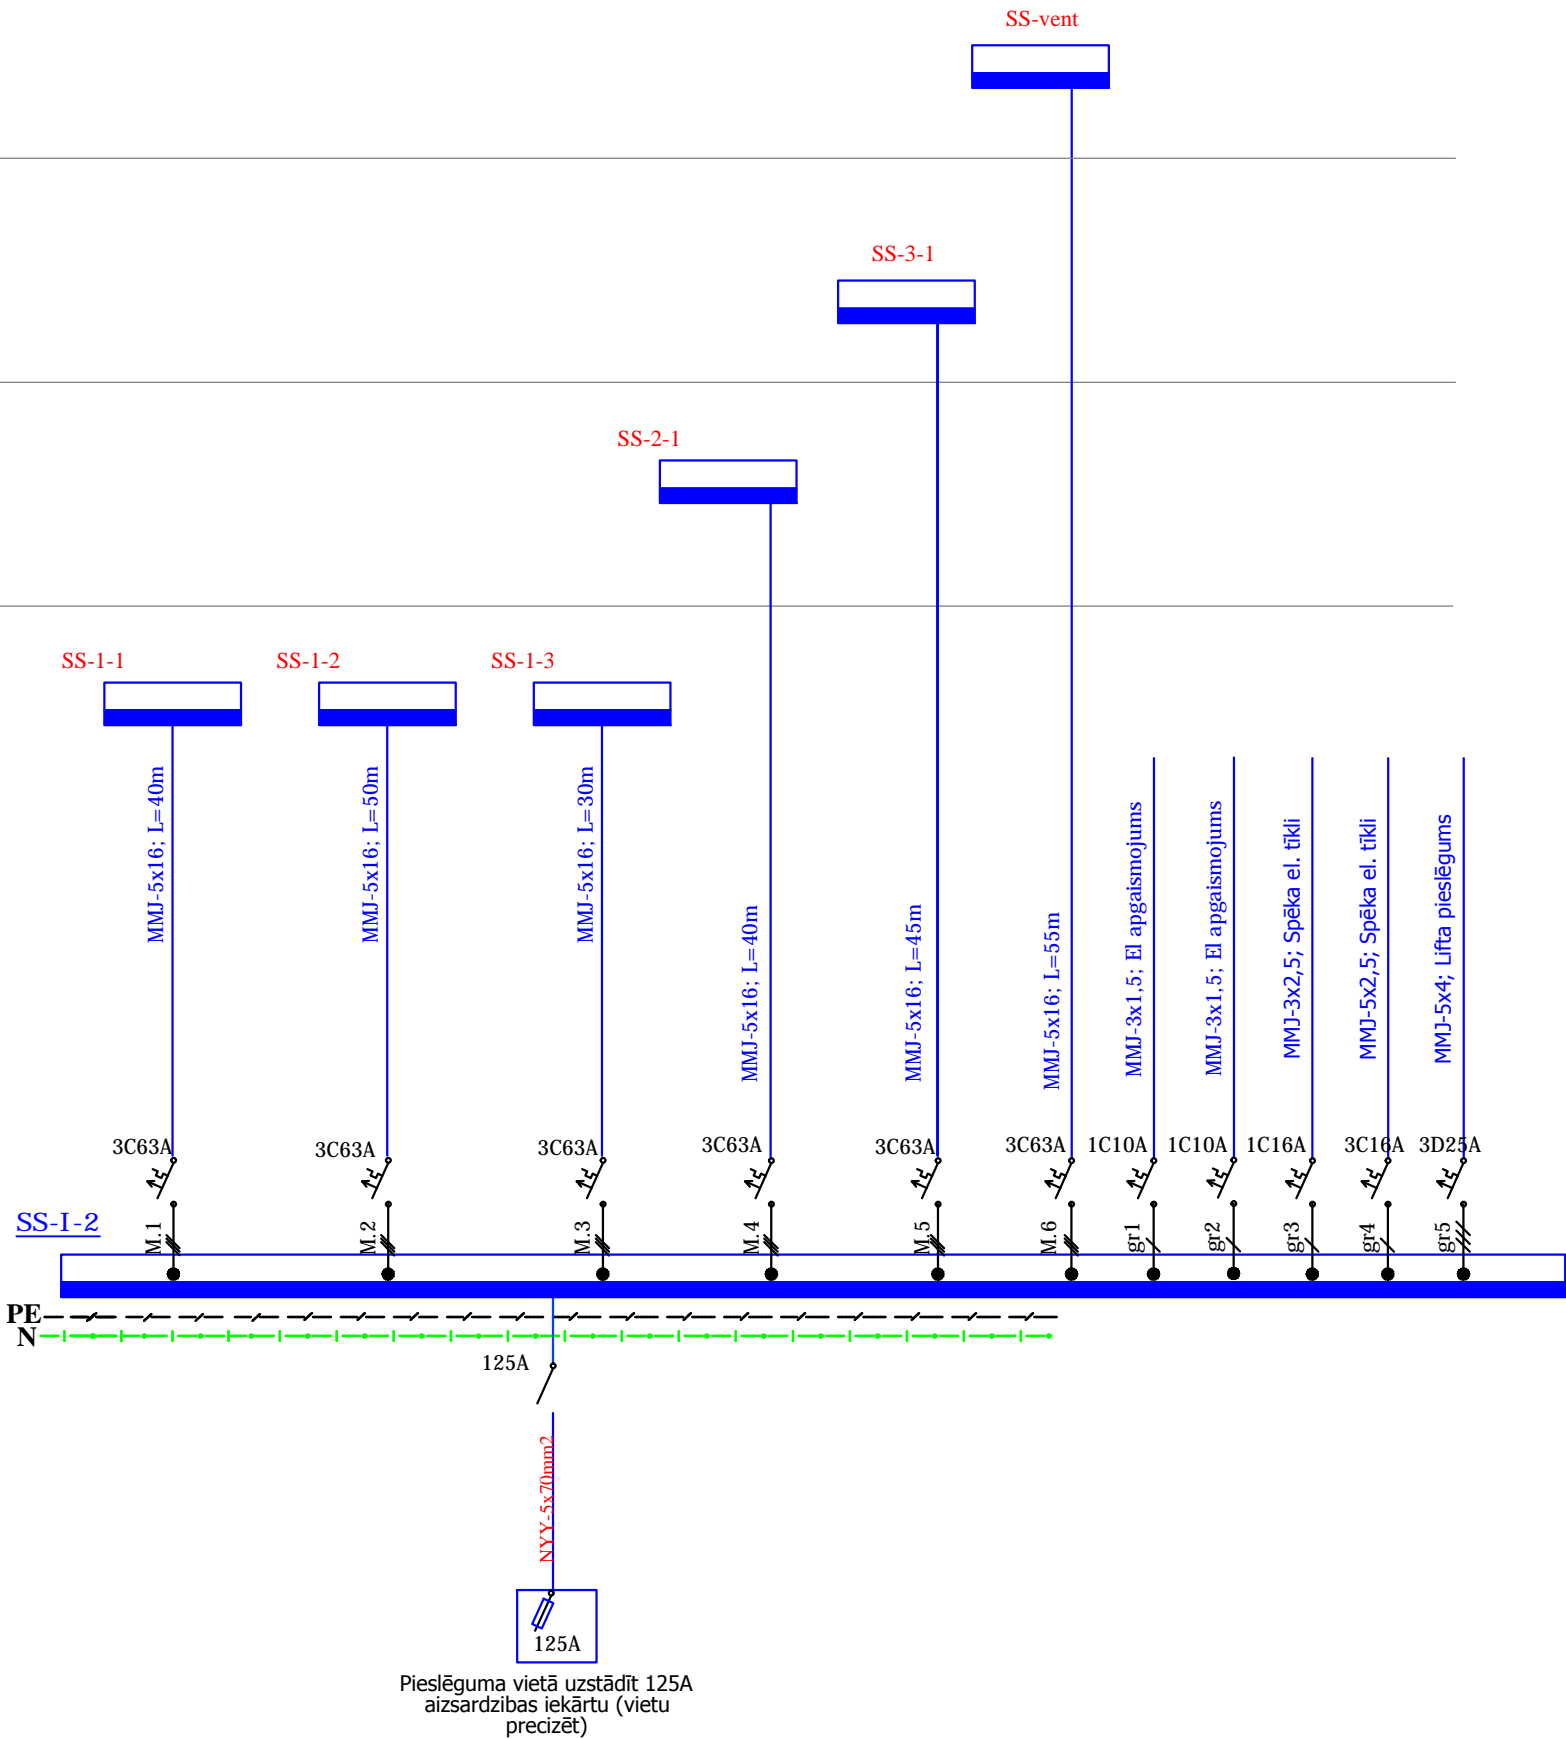 SS-vent
SS-3-1
SS-2-1
SS-1-1
SS-1-2
SS-1-3
MMJ-5x16; L=40m
MMJ-5x16; L=50m
MMJ-5x16; L=30m
MMJ-5x16; L=40m
MMJ-5x16; L=45m
MMJ-5x16; L=55m
MMJ-3x1,5; El apgaismojums
MMJ-3x1,5; El apgaismojums
MMJ-3x2,5; Spēka el. tīkli
MMJ-5x2,5; Spēka el. tīkli
MMJ-5x4; Lifta pieslēgums
3C63A
3C63A
3C63A
3C63A
3C63A
3C63A
1C10A
1C10A
1C16A
3C16A
3D25A
SS-I-2
M.1
M.2
M.3
M.4
M.5
M.6
gr1
gr2
gr3
gr4
gr5
PE
N
125A
NYY-5x70mm2
125A
Pieslēguma vietā uzstādīt 125A
aizsardzibas iekārtu (vietu
precizēt)